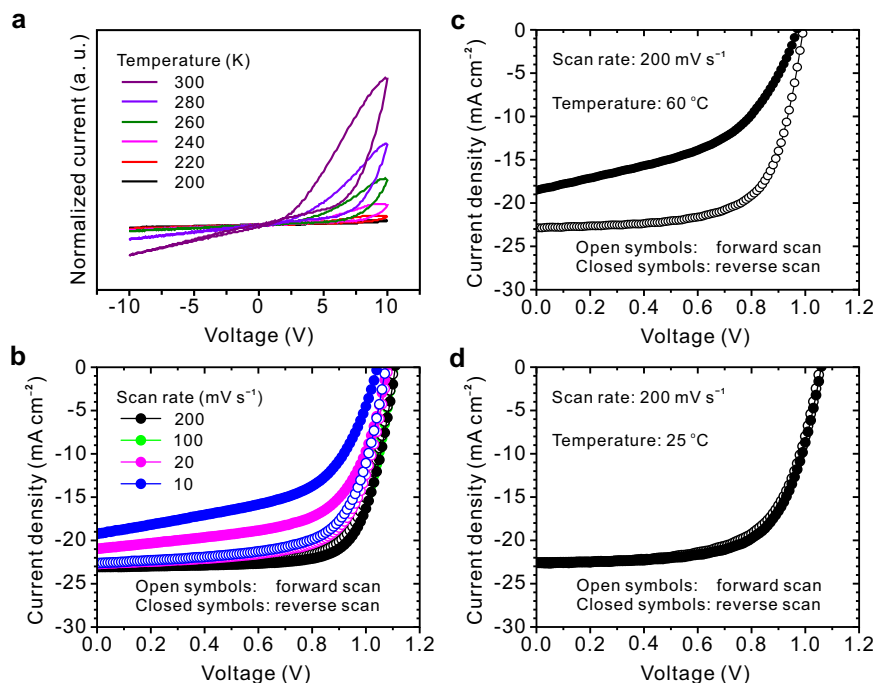 a
Normalized current (a. u.)
Temperature (K)
300
280
260
240
220
200
-10 -5 0 5 10
Voltage (V)
b
Current density (mA cm⁻²)
0
-5
-10
-15
-20
-25
-30
Scan rate (mV s⁻¹)
200
100
20
10
Open symbols: forward scan
Closed symbols: reverse scan
0.0 0.2 0.4 0.6 0.8 1.0 1.2
Voltage (V)
c
Current density (mA cm⁻²)
0
-5
-10
-15
-20
-25
-30
Scan rate: 200 mV s⁻¹
Temperature: 60 °C
Open symbols: forward scan
Closed symbols: reverse scan
0.0 0.2 0.4 0.6 0.8 1.0 1.2
Voltage (V)
d
Current density (mA cm⁻²)
0
-5
-10
-15
-20
-25
-30
Scan rate: 200 mV s⁻¹
Temperature: 25 °C
Open symbols: forward scan
Closed symbols: reverse scan
0.0 0.2 0.4 0.6 0.8 1.0 1.2
Voltage (V)